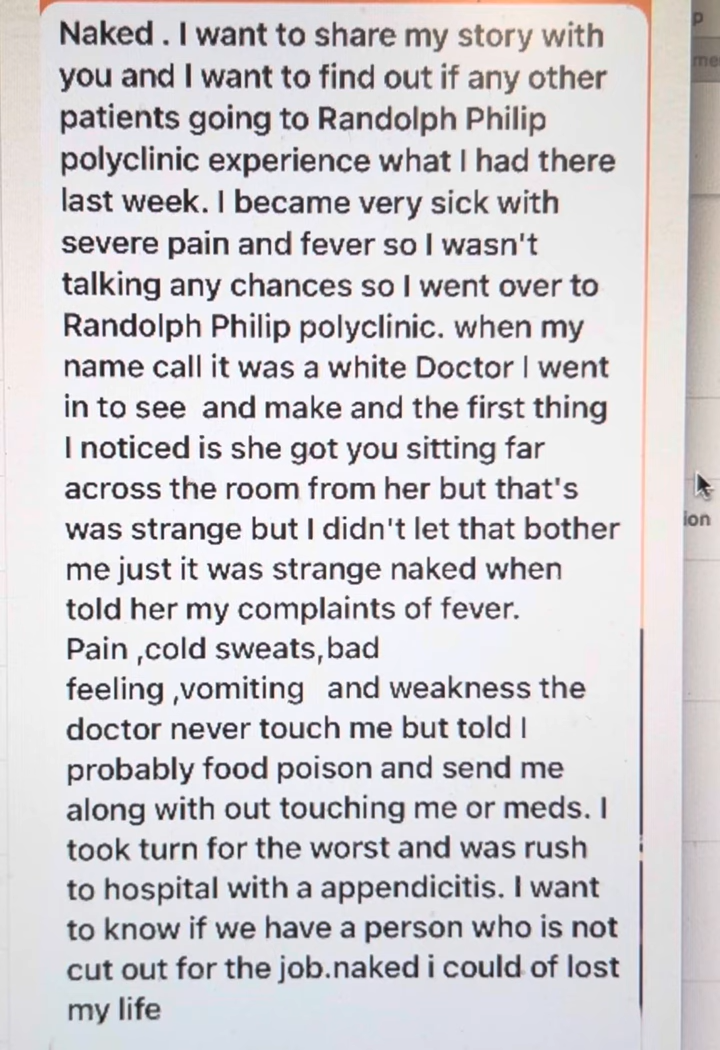 Naked . I want to share my story with
you and I want to find out if any other
patients going to Randolph Philip
polyclinic experience what I had there
last week. I became very sick with
severe pain and fever so I wasn't
talking any chances so I went over to
Randolph Philip polyclinic. when my
name call it was a white Doctor I went
in to see  and make and the first thing
I noticed is she got you sitting far
across the room from her but that's
was strange but I didn't let that bother
me just it was strange naked when
told her my complaints of fever.
Pain ,cold sweats,bad
feeling ,vomiting   and weakness the
doctor never touch me but told I
probably food poison and send me
along with out touching me or meds. I
took turn for the worst and was rush
to hospital with a appendicitis. I want
to know if we have a person who is not
cut out for the job.naked i could of lost
my life
p
me
ion